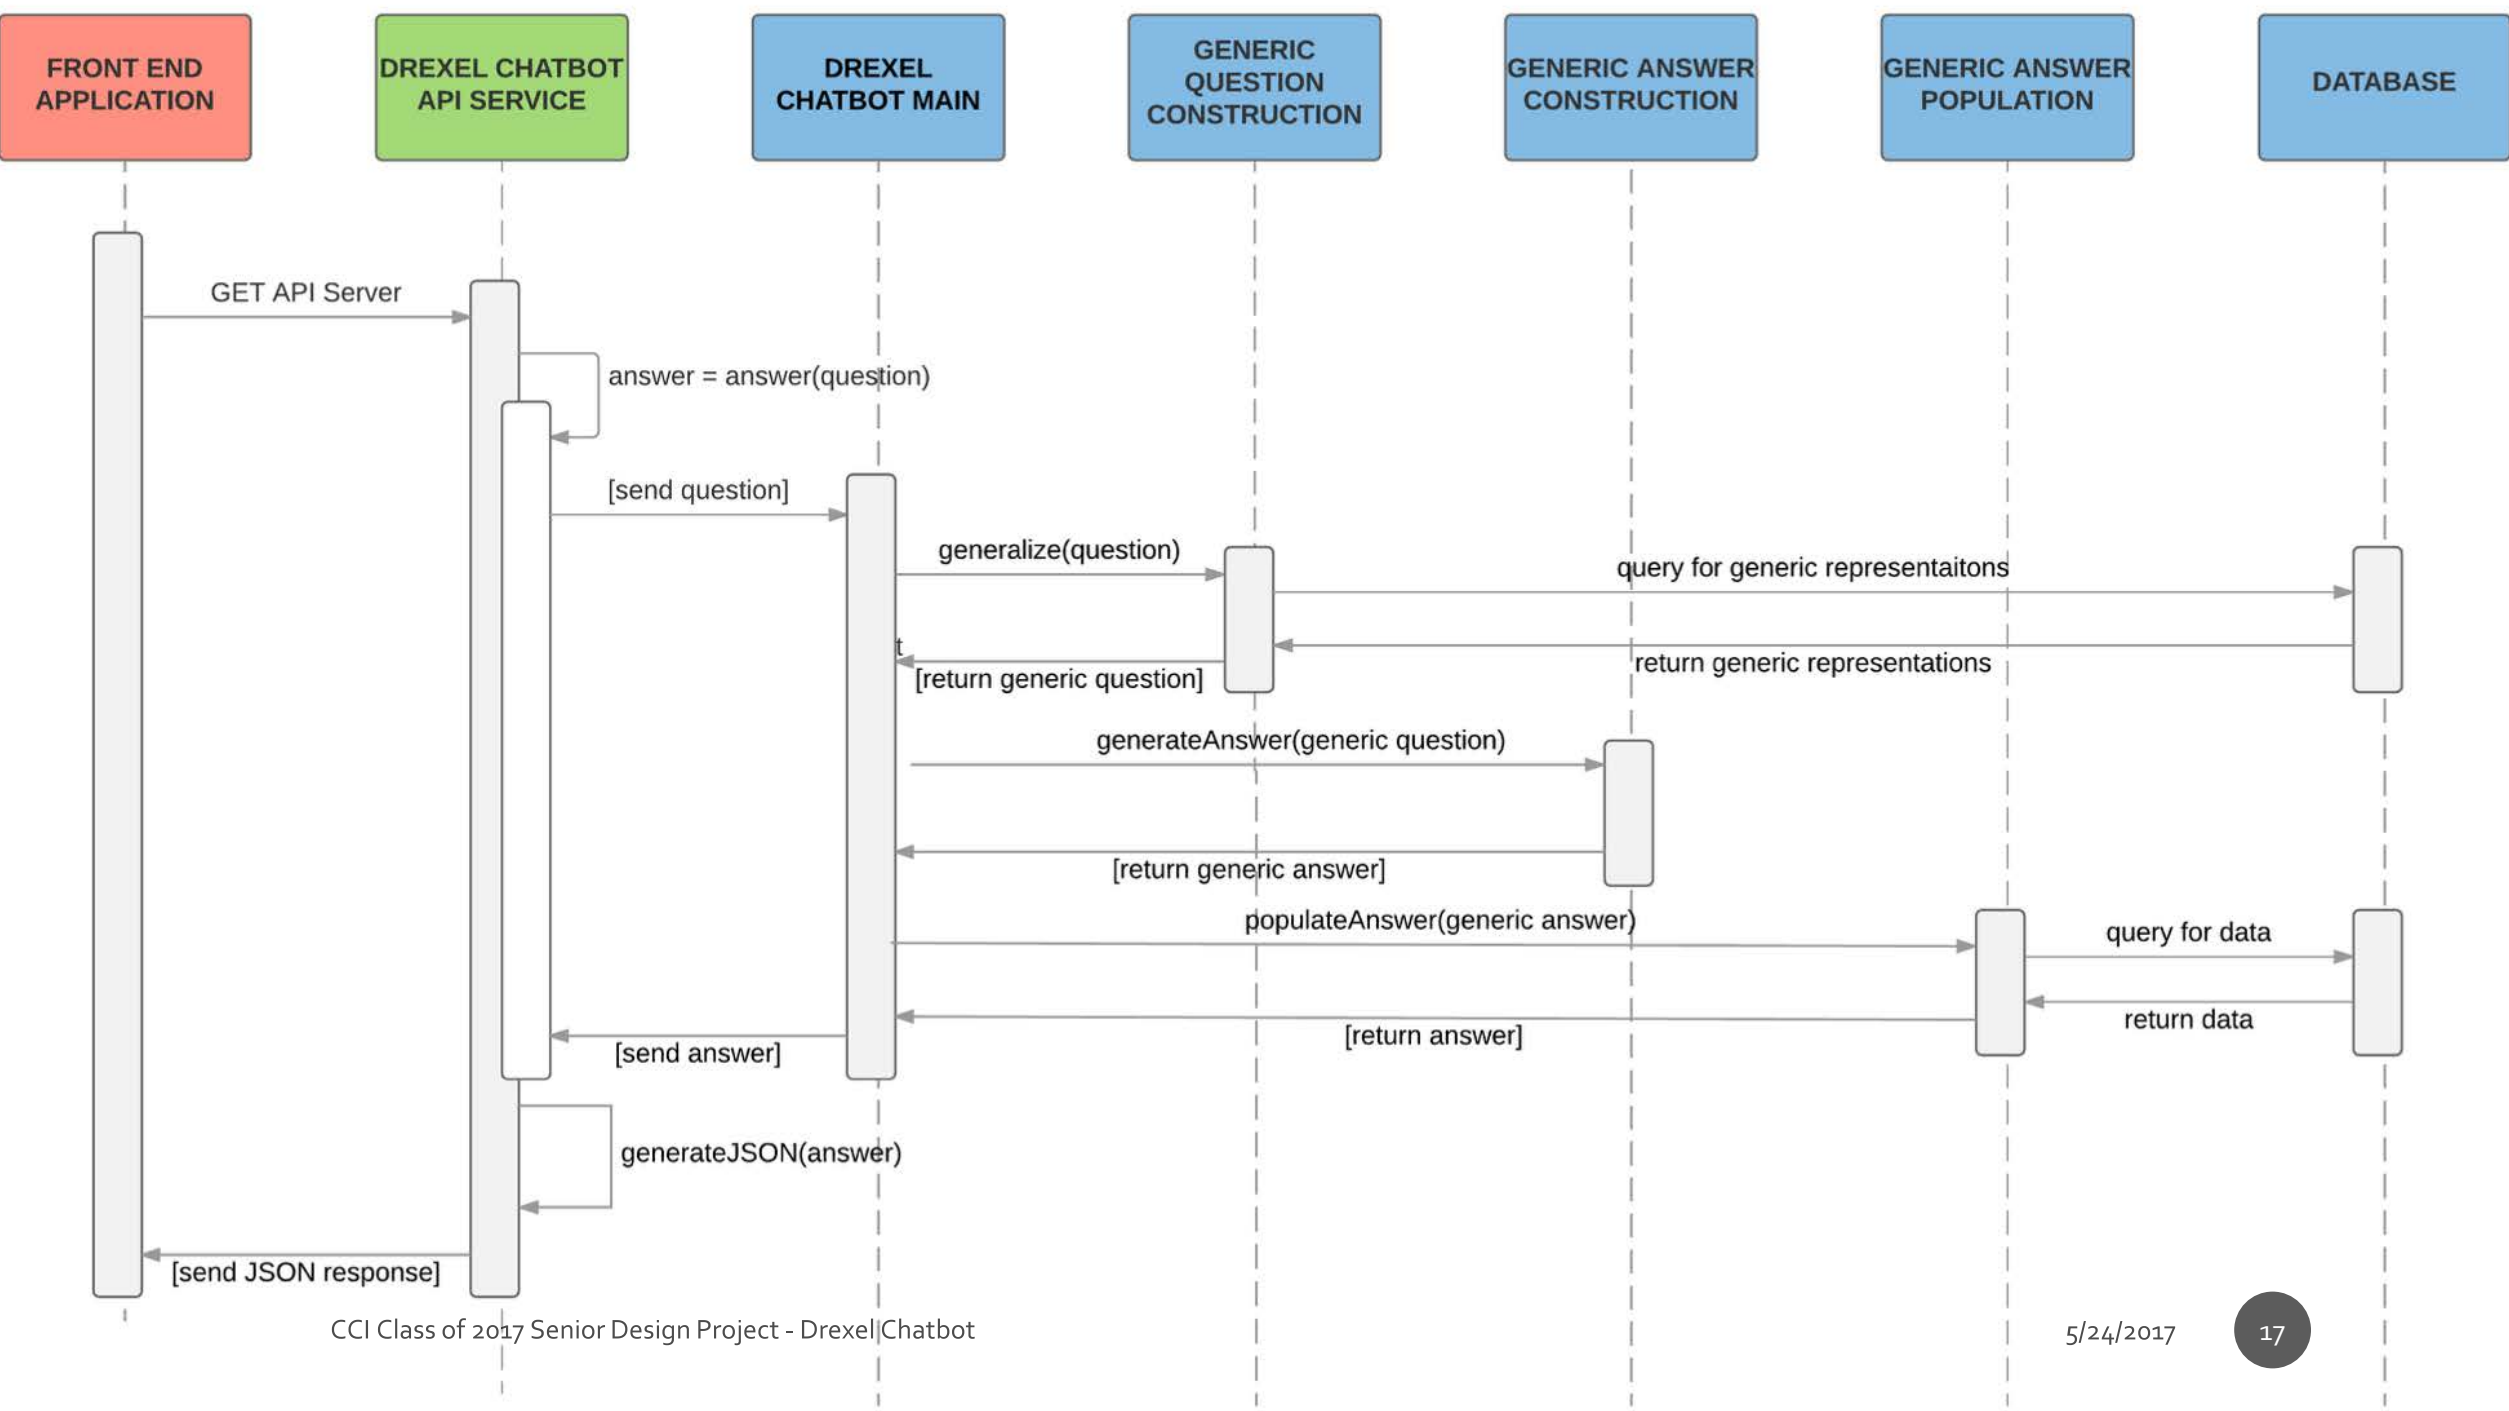 FRONT END
APPLICATION
DREXEL CHATBOT
API SERVICE
DREXEL
CHATBOT MAIN
GENERIC
QUESTION
CONSTRUCTION
GENERIC ANSWER
CONSTRUCTION
GENERIC ANSWER
POPULATION
DATABASE
GET API Server
answer = answer(question)
[send question]
generalize(question)
query for generic representaitons
t
return generic representations
[return generic question]
generateAnswer(generic question)
[return generic answer]
populateAnswer(generic answer)
query for data
return data
[return answer]
[send answer]
generateJSON(answer)
[send JSON response]
CCI Class of 2017 Senior Design Project - Drexel Chatbot
5/24/2017
17